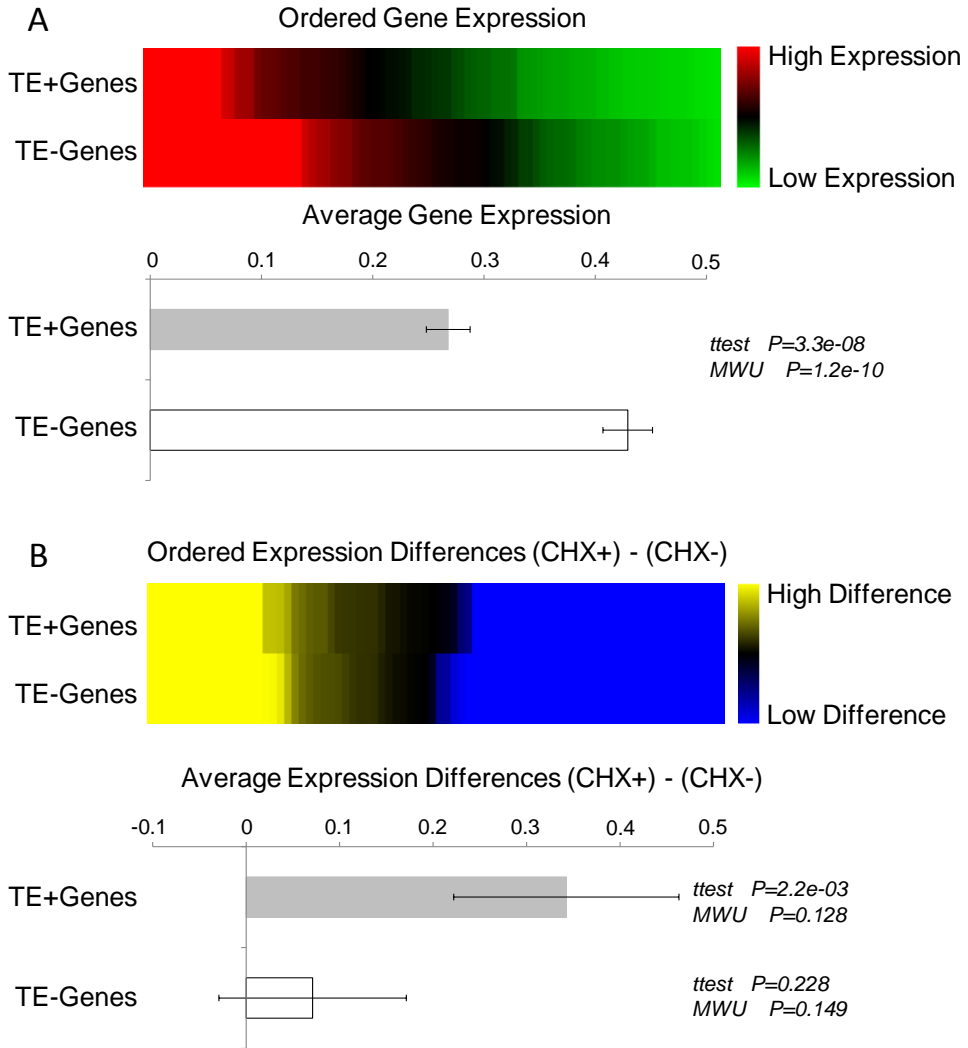 A
Ordered Gene Expression
TE+Genes
TE-Genes
High Expression
Low Expression
Average Gene Expression
0 0.1 0.2 0.3 0.4 0.5
TE+Genes
TE-Genes
ttest P=3.3e-08
MWU P=1.2e-10
B
Ordered Expression Differences (CHX+) - (CHX-)
TE+Genes
TE-Genes
High Difference
Low Difference
Average Expression Differences (CHX+) - (CHX-)
-0.1 0 0.1 0.2 0.3 0.4 0.5
TE+Genes
ttest P=2.2e-03
MWU P=0.128
TE-Genes
ttest P=0.228
MWU P=0.149